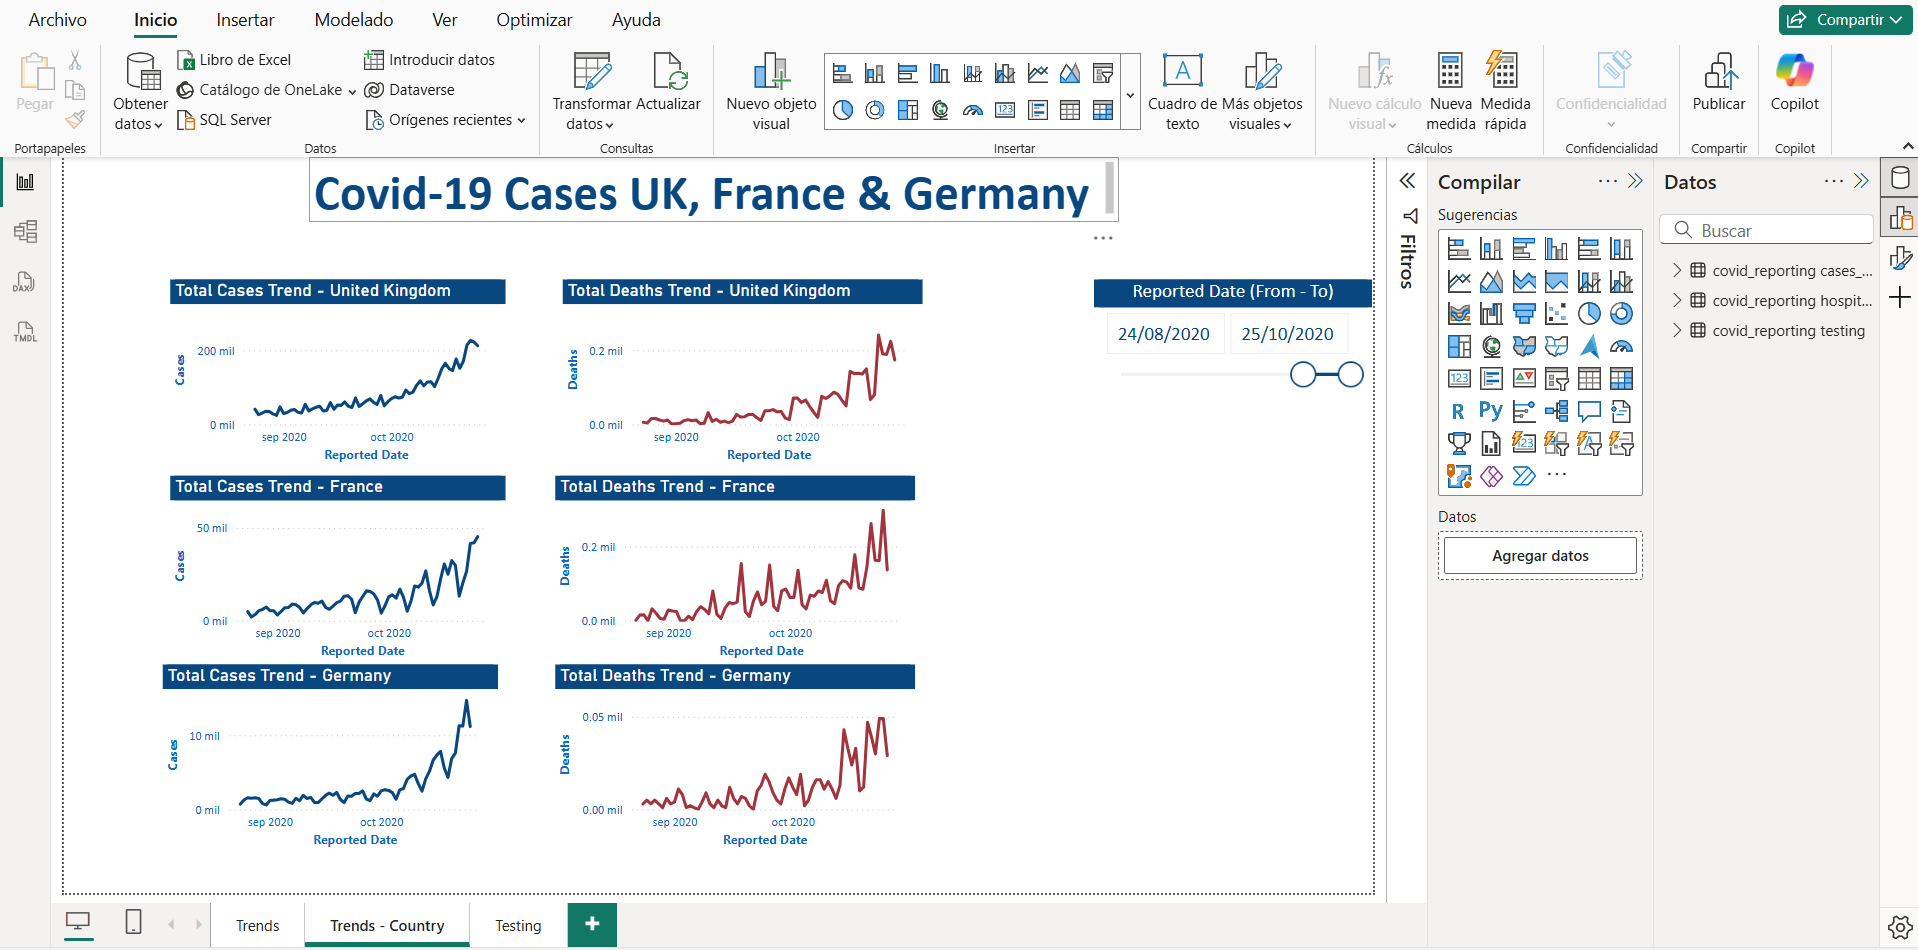 Archivo Inicio Insertar Modelado Ver Optimizar Ayuda Compartir
Pegar
Portapapeles
Obtener datos
Libro de Excel
Catálogo de OneLake
SQL Server
Introducir datos
Dataverse
Orígenes recientes
Datos
Transformar datos
Actualizar
Consultas
Nuevo objeto visual
Cuadro de texto
Más objetos visuales
Insertar
Nuevo cálculo visual
Nueva medida
Medida rápida
Cálculos
Confidencialidad
Confidencialidad
Publicar
Compartir
Copilot
Copilot
DAX
TMDL
Covid-19 Cases UK, France & Germany
Total Cases Trend - United Kingdom
200 mil
0 mil
Cases
sep 2020 oct 2020
Reported Date
Total Deaths Trend - United Kingdom
0.2 mil
0.0 mil
Deaths
sep 2020 oct 2020
Reported Date
Reported Date (From - To)
24/08/2020 25/10/2020
Total Cases Trend - France
50 mil
0 mil
Cases
sep 2020 oct 2020
Reported Date
Total Deaths Trend - France
0.2 mil
0.0 mil
Deaths
sep 2020 oct 2020
Reported Date
Total Cases Trend - Germany
10 mil
0 mil
Cases
sep 2020 oct 2020
Reported Date
Total Deaths Trend - Germany
0.05 mil
0.00 mil
Deaths
sep 2020 oct 2020
Reported Date
Filtros
Compilar
Sugerencias
123
R Py
123
Datos
Agregar datos
Datos
Buscar
covid_reporting cases_...
covid_reporting hospit...
covid_reporting testing
Trends Trends - Country Testing